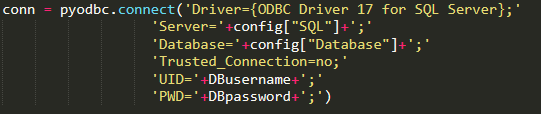 conn = pyodbc.connect('Driver={ODBC Driver 17 for SQL Server};'
'Server='+config["SQL"]+';'
'Database='+config["Database"]+';'
'Trusted_Connection=no;'
'UID='+DBusername+';'
'PWD='+DBpassword+';')